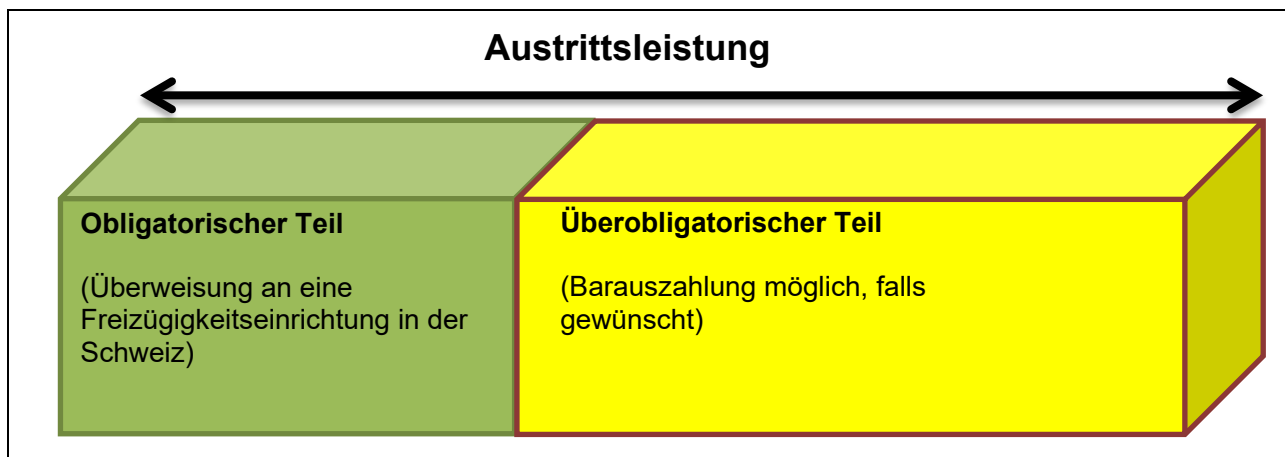 Austrittsleistung
Obligatorischer Teil
(Überweisung an eine
Freizügigkeitseinrichtung in der
Schweiz)
Überobligatorischer Teil
(Barauszahlung möglich, falls
gewünscht)